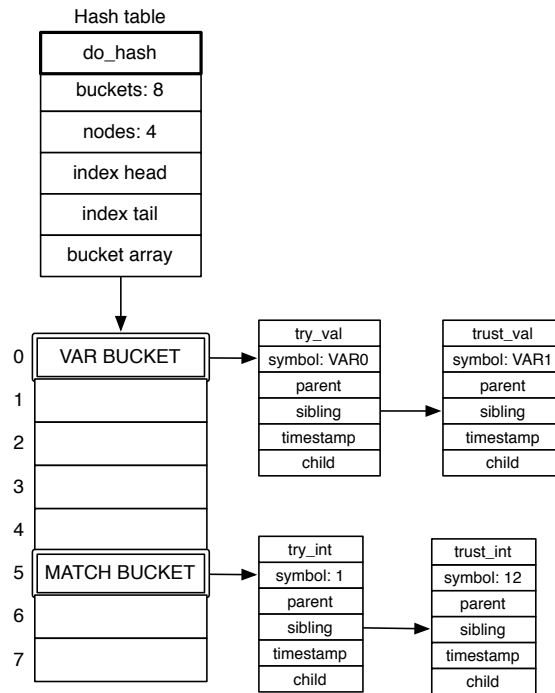 Hash table
do_hash
buckets: 8
nodes: 4
index head
index tail
bucket array
0
VAR BUCKET
1
2
3
4
5
MATCH BUCKET
6
7
try_val
symbol: VAR0
parent
sibling
timestamp
child
trust_val
symbol: VAR1
parent
sibling
timestamp
child
try_int
symbol: 1
parent
sibling
timestamp
child
trust_int
symbol: 12
parent
sibling
timestamp
child